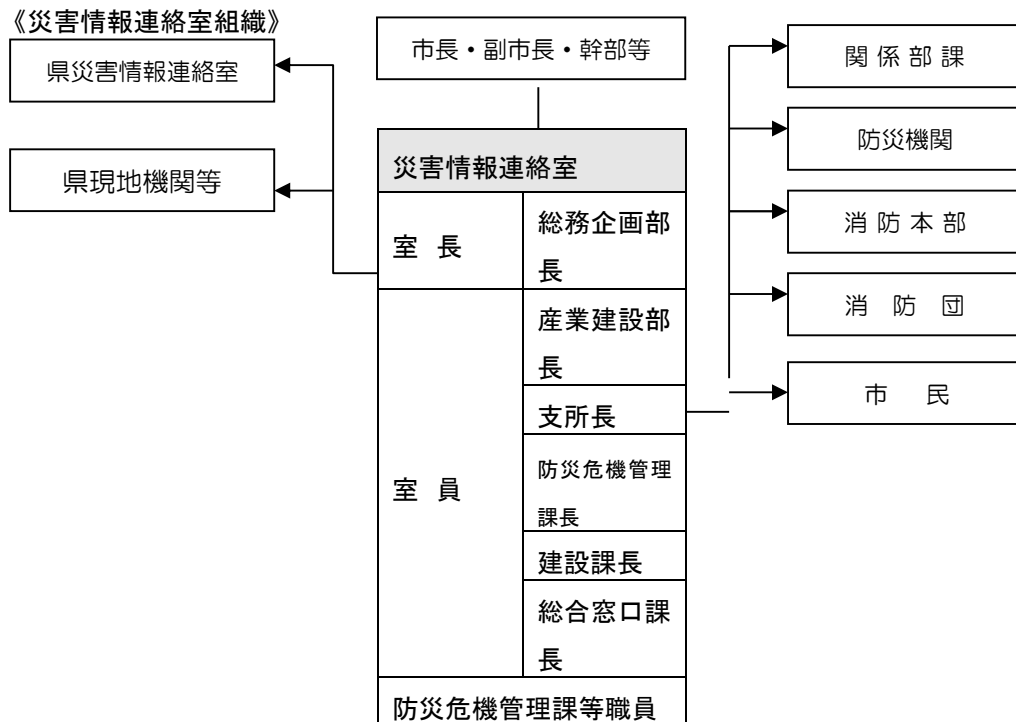 《災害情報連絡室組織》
県災害情報連絡室
県現地機関等
市長・副市長・幹部等
災害情報連絡室
室 長
総務企画部
長
室 員
産業建設部
長
支所長
防災危機管理
課長
建設課長
総合窓口課
長
防災危機管理課等職員
関 係 部 課
防災機関
消 防 本 部
消 防 団
市 民